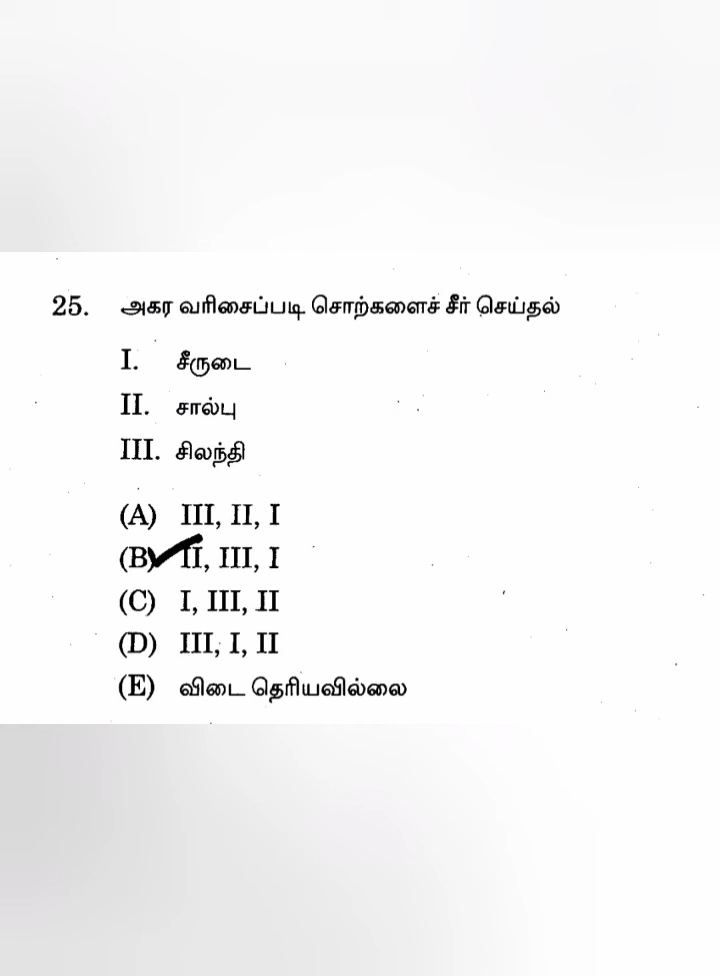 25. அகர வரிசைப்படி சொற்களைச் சீர் செய்தல்
I. சீருடை
II. சால்பு
III. சிலந்தி
(A) III, II, I
(B) II, III, I
(C) I, III, II
(D) III, I, II
(E) விடை தெரியவில்லை